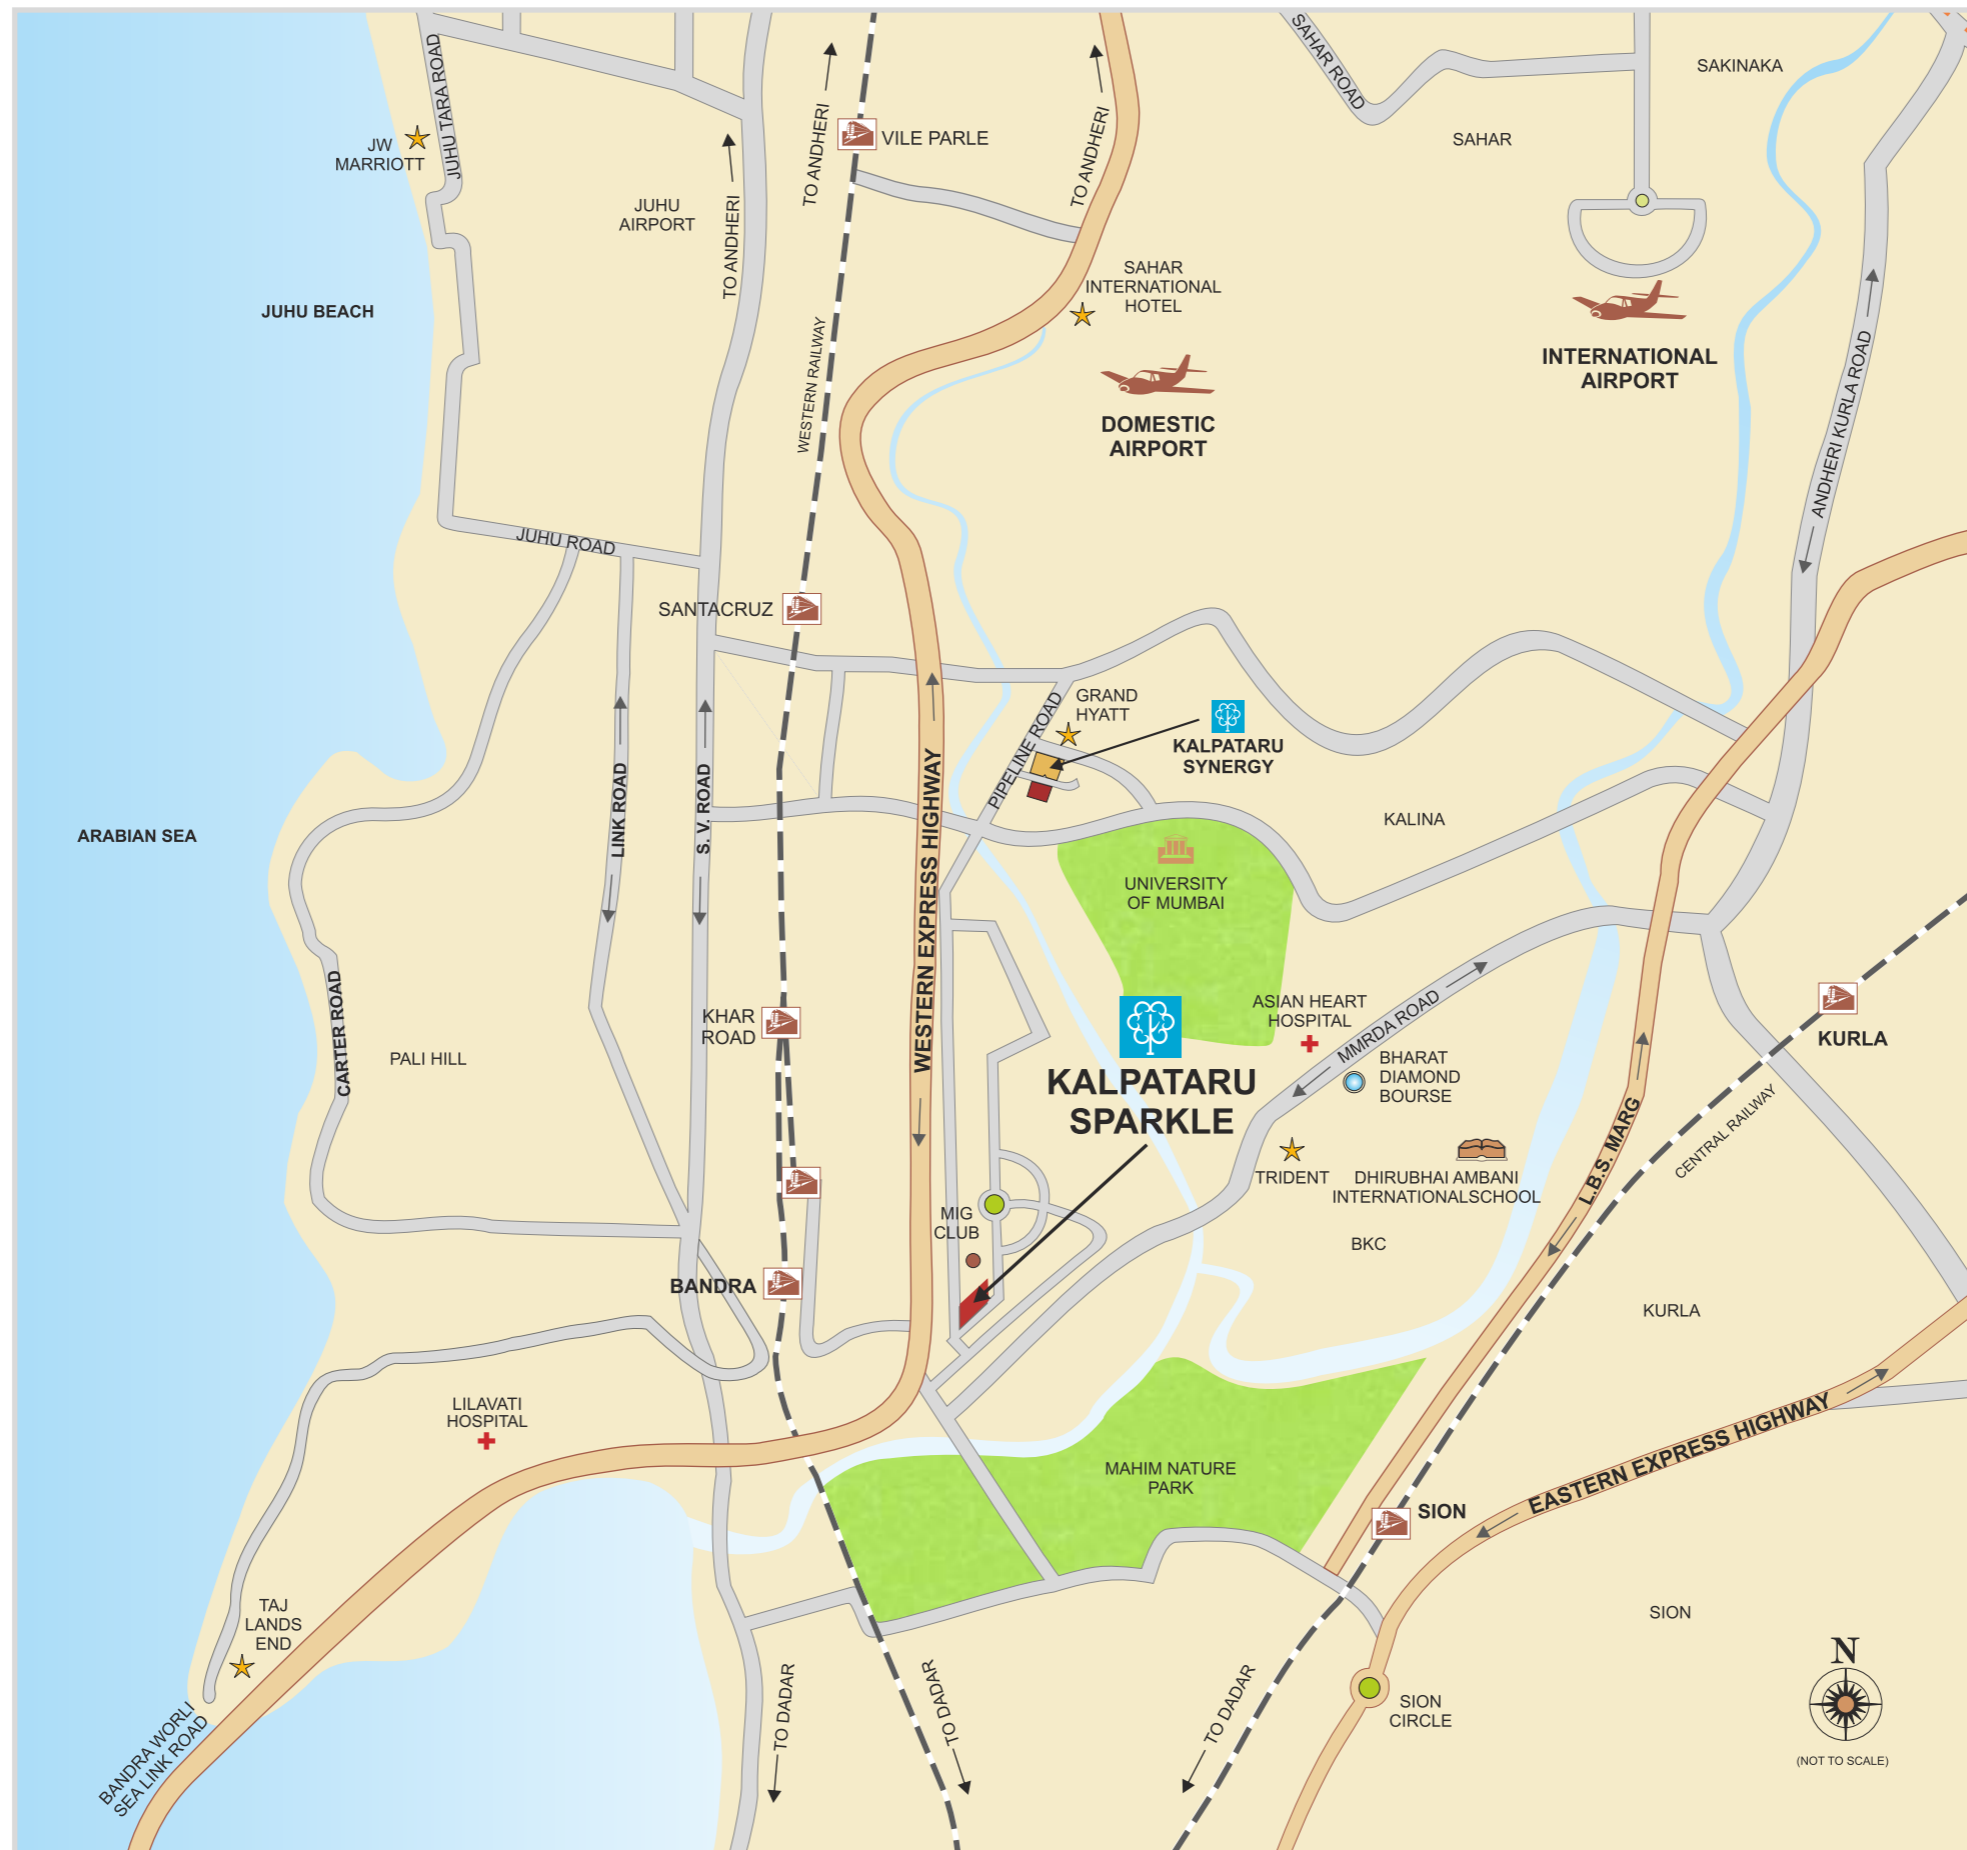 SAHAR ROAD
SAKINAKA
JUHU TARA ROAD
JW
MARRIOTT
VILE PARLE
TO ANDHERI
TO ANDHERI
TO ANDHERI
SAHAR
JUHU
AIRPORT
SAHAR
INTERNATIONAL
HOTEL
JUHU BEACH
WESTERN RAILWAY
INTERNATIONAL
AIRPORT
DOMESTIC
AIRPORT
ANDHERI KURLA ROAD
JUHU ROAD
SANTACRUZ
GRAND
HYATT
PIPELINE ROAD
KALPATARU
SYNERGY
LINK ROAD
S. V. ROAD
WESTERN EXPRESS HIGHWAY
KALINA
ARABIAN SEA
UNIVERSITY
OF MUMBAI
CARTER ROAD
PALI HILL
KHAR
ROAD
ASIAN HEART
HOSPITAL
MMRDA ROAD
KURLA
KALPATARU
SPARKLE
BHARAT
DIAMOND
BOURSE
L.B.S. MARG
CENTRAL RAILWAY
TRIDENT
DHIRUBHAI AMBANI
INTERNATIONALSCHOOL
MIG
CLUB
BKC
BANDRA
KURLA
LILAVATI
HOSPITAL
EASTERN EXPRESS HIGHWAY
MAHIM NATURE
PARK
SION
TAJ
LANDS
END
SION
N
BANDRA WORLI
SEA LINK ROAD
TO DADAR
TO DADAR
TO DADAR
SION
CIRCLE
(NOT TO SCALE)